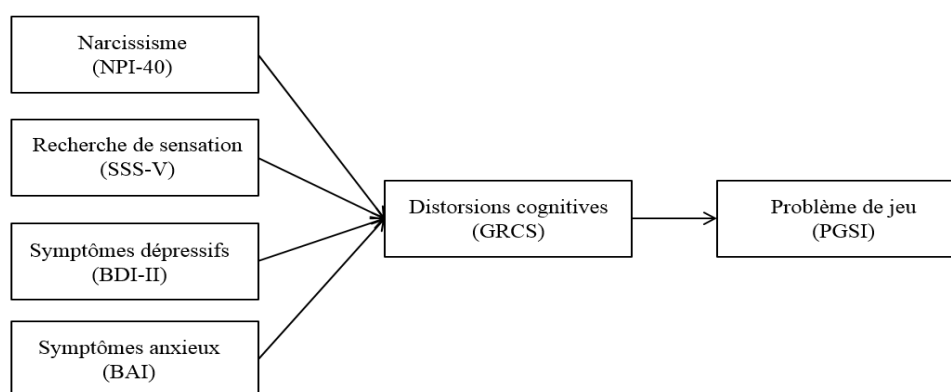 Narcissisme
(NPI-40)
Recherche de sensation
(SSS-V)
Symptômes dépressifs
(BDI-II)
Symptômes anxieux
(BAI)
Distorsions cognitives
(GRCS)
Problème de jeu
(PGSI)